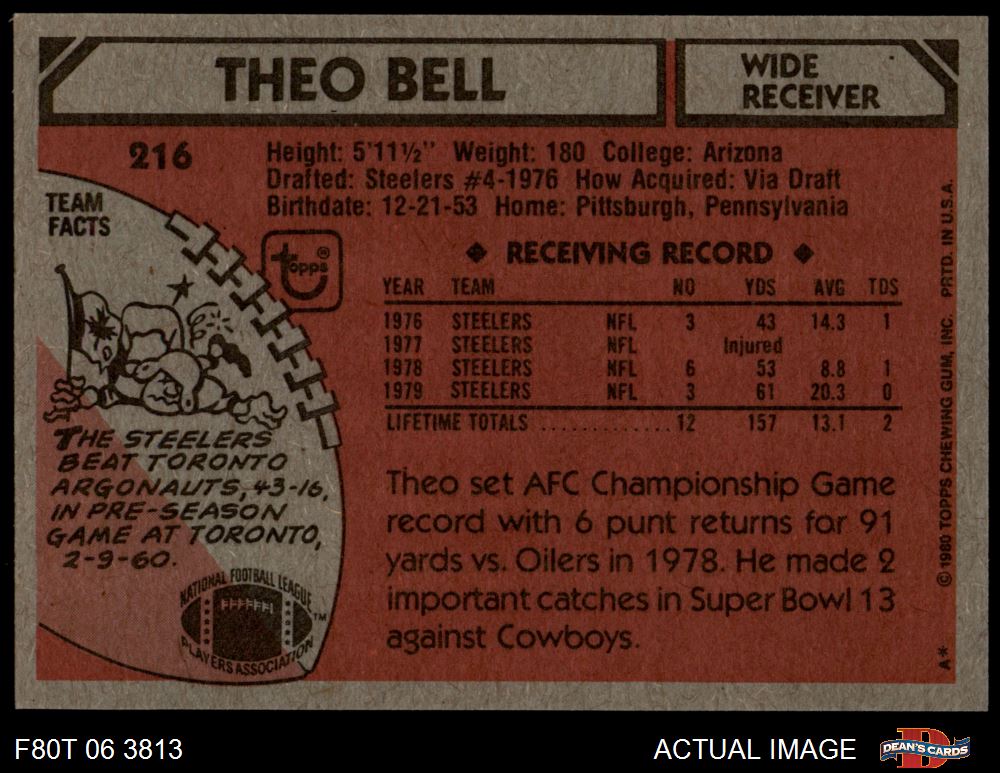 THEO BELL
WIDE
RECEIVER
216
Height: 5'11½" Weight: 180 College: Arizona
Drafted: Steelers #4-1976 How Acquired: Via Draft
Birthdate: 12-21-53 Home: Pittsburgh, Pennsylvania
TEAM
FACTS
topps®
◆ RECEIVING RECORD ◆
YEAR TEAM NO YDS AVG TDS
1976 STEELERS NFL 3 43 14.3 1
1977 STEELERS NFL Injured
1978 STEELERS NFL 6 53 8.8 1
1979 STEELERS NFL 3 61 20.3 0
LIFETIME TOTALS .............12 157 13.1 2
THE STEELERS
BEAT TORONTO
ARGONAUTS, 43-16,
IN PRE-SEASON
GAME AT TORONTO,
2-9-60.
NATIONAL FOOTBALL LEAGUE
PLAYERS ASSOCIATION
TM
Theo set AFC Championship Game
record with 6 punt returns for 91
yards vs. Oilers in 1978. He made 2
important catches in Super Bowl 13
against Cowboys.
A* © 1980 TOPPS CHEWING GUM, INC. PRTD. IN U.S.A.
F80T 06 3813
ACTUAL IMAGE
DEAN'S CARDS